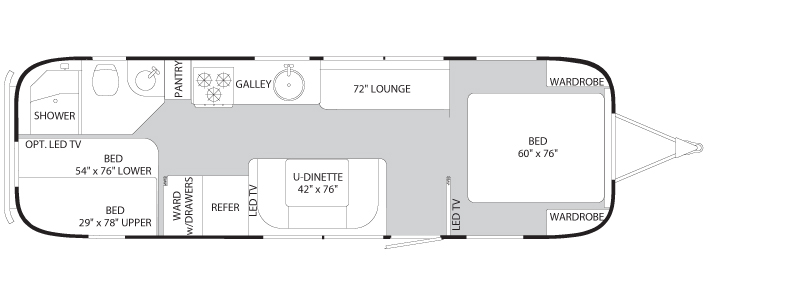 SHOWER
PANTRY
GALLEY
72" LOUNGE
WARDROBE
OPT. LED TV
BED
54" x 76" LOWER
BED
29" x 78" UPPER
WARD
w/DRAWERS
REFER
LED TV
U-DINETTE
42" x 76"
LED TV
BED
60" x 76"
WARDROBE